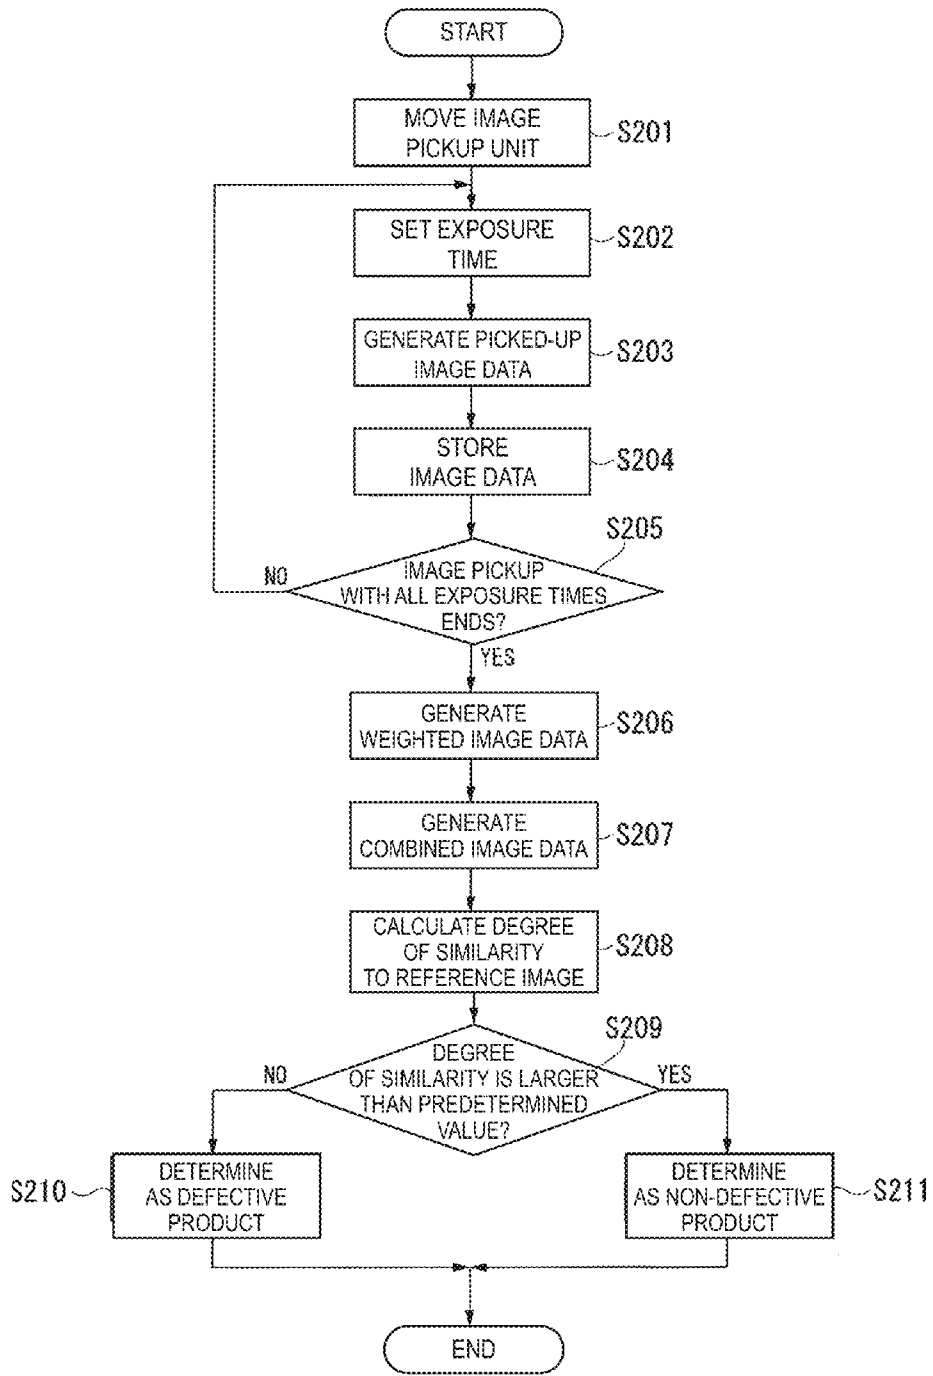 START
MOVE IMAGE
PICKUP UNIT
S201
SET EXPOSURE
TIME
S202
GENERATE PICKED-UP
IMAGE DATA
S203
STORE
IMAGE DATA
S204
S205
NO
IMAGE PICKUP
WITH ALL EXPOSURE TIMES
ENDS?
YES
GENERATE
WEIGHTED IMAGE DATA
S206
GENERATE
COMBINED IMAGE DATA
S207
CALCULATE DEGREE
OF SIMILARITY
TO REFERENCE IMAGE
S208
S209
NO
DEGREE
OF SIMILARITY IS LARGER
THAN PREDETERMINED
VALUE?
YES
S210
DETERMINE
AS DEFECTIVE
PRODUCT
DETERMINE
AS NON-DEFECTIVE
PRODUCT
S211
END